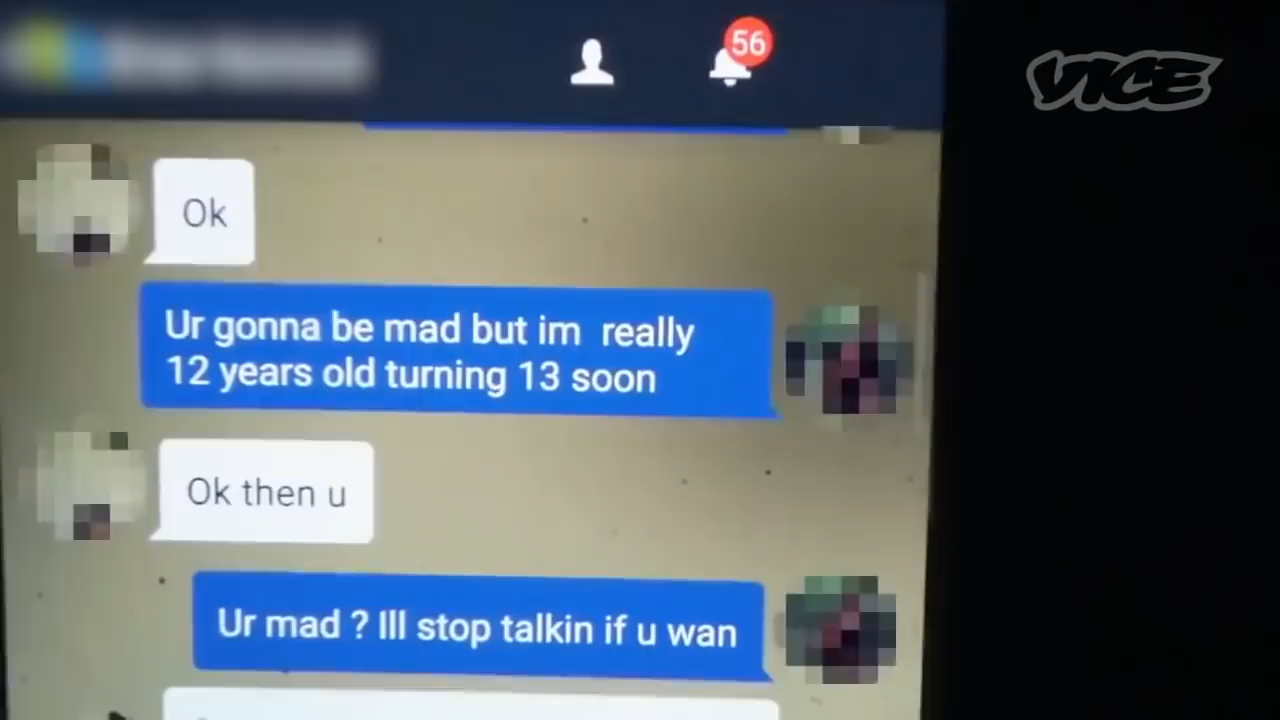 56
VICE
Ok
Ur gonna be mad but im really
12 years old turning 13 soon
Ok then u
Ur mad ? Ill stop talkin if u wan